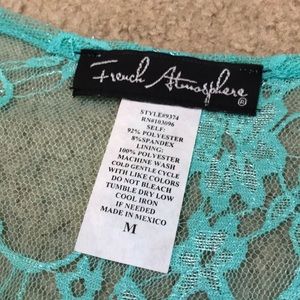 French Atmosphere®
STYLE#9374
RN#103096
SELF:
92% POLYESTER
8%SPANDEX
LINING:
100% POLYESTER
MACHINE WASH
COLD GENTLE CYCLE
WITH LIKE COLORS
DO NOT BLEACH
TUMBLE DRY LOW
COOL IRON
IF NEEDED
MADE IN MEXICO
M